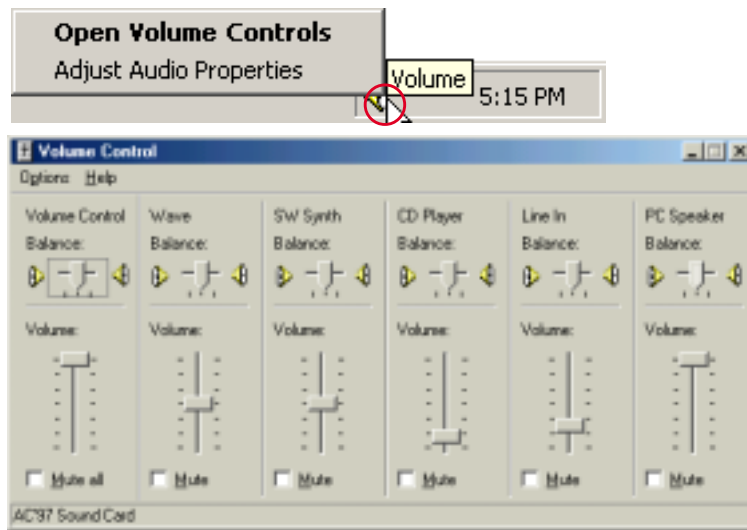 Open Volume Controls
Adjust Audio Properties
Volume
5:15 PM
Volume Control
Options Help
Volume Control Wave SW Synth CD Player Line In PC Speaker
Balance: Balance: Balance: Balance: Balance: Balance:
Volume: Volume: Volume: Volume: Volume: Volume:
Mute all Mute Mute Mute Mute Mute
AC'97 Sound Card